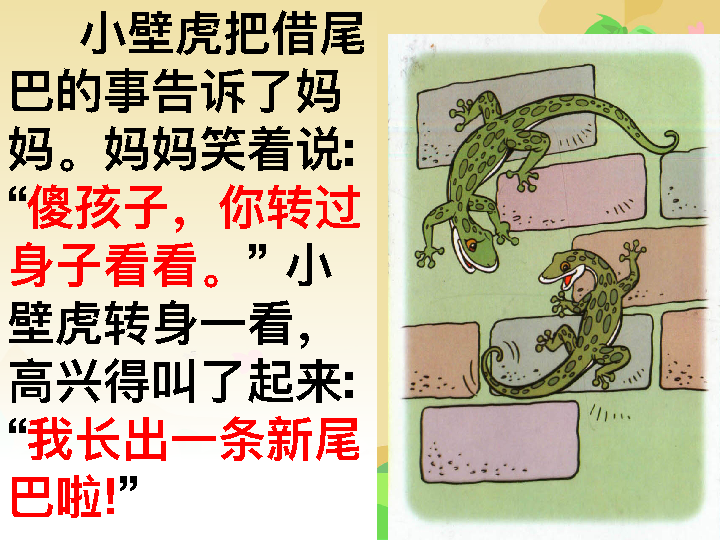 小壁虎把借尾
巴的事告诉了妈
妈。妈妈笑着说:
“傻孩子，你转过
身子看看。” 小
壁虎转身一看，
高兴得叫了起来:
“我长出一条新尾
巴啦!”